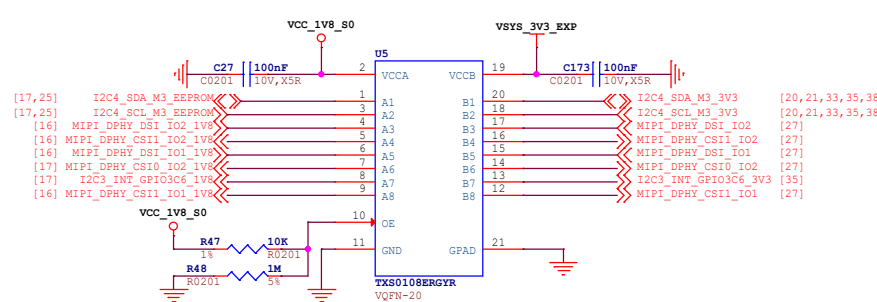 VCC_1V8_S0
VSYS_3V3_EXP
U5
C27 100nF
C0201 10V,X5R
2 VCCA
VCCB 19
C173 100nF
C0201 10V,X5R
[17,25] I2C4_SDA_M3_EEPROM 1 A1 B1 20 I2C4_SDA_M3_3V3 [20,21,33,35,38
[17,25] I2C4_SCL_M3_EEPROM 3 A2 B2 18 I2C4_SCL_M3_3V3 [20,21,33,35,38
[16] MIPI_DPHY_DSI_IO2_1V8 4 A3 B3 17 MIPI_DPHY_DSI_IO2 [27]
[16] MIPI_DPHY_CSI1_IO2_1V8 5 A4 B4 16 MIPI_DPHY_CSI1_IO2 [27]
[16] MIPI_DPHY_DSI_IO1_1V8 6 A5 B5 15 MIPI_DPHY_DSI_IO1 [27]
[17] MIPI_DPHY_CSI0_IO2_1V8 7 A6 B6 14 MIPI_DPHY_CSI0_IO2 [27]
[17] I2C3_INT_GPIO3C6_1V8 8 A7 B7 13 I2C3_INT_GPIO3C6_3V3 [35]
[16] MIPI_DPHY_CSI1_IO1_1V8 9 A8 B8 12 MIPI_DPHY_CSI1_IO1 [27]
VCC_1V8_S0
10 OE
R47 10K
1% R0201
11 GND GPAD 21
R48 1M
R0201 5%
TXS0108ERGYR
VQFN-20